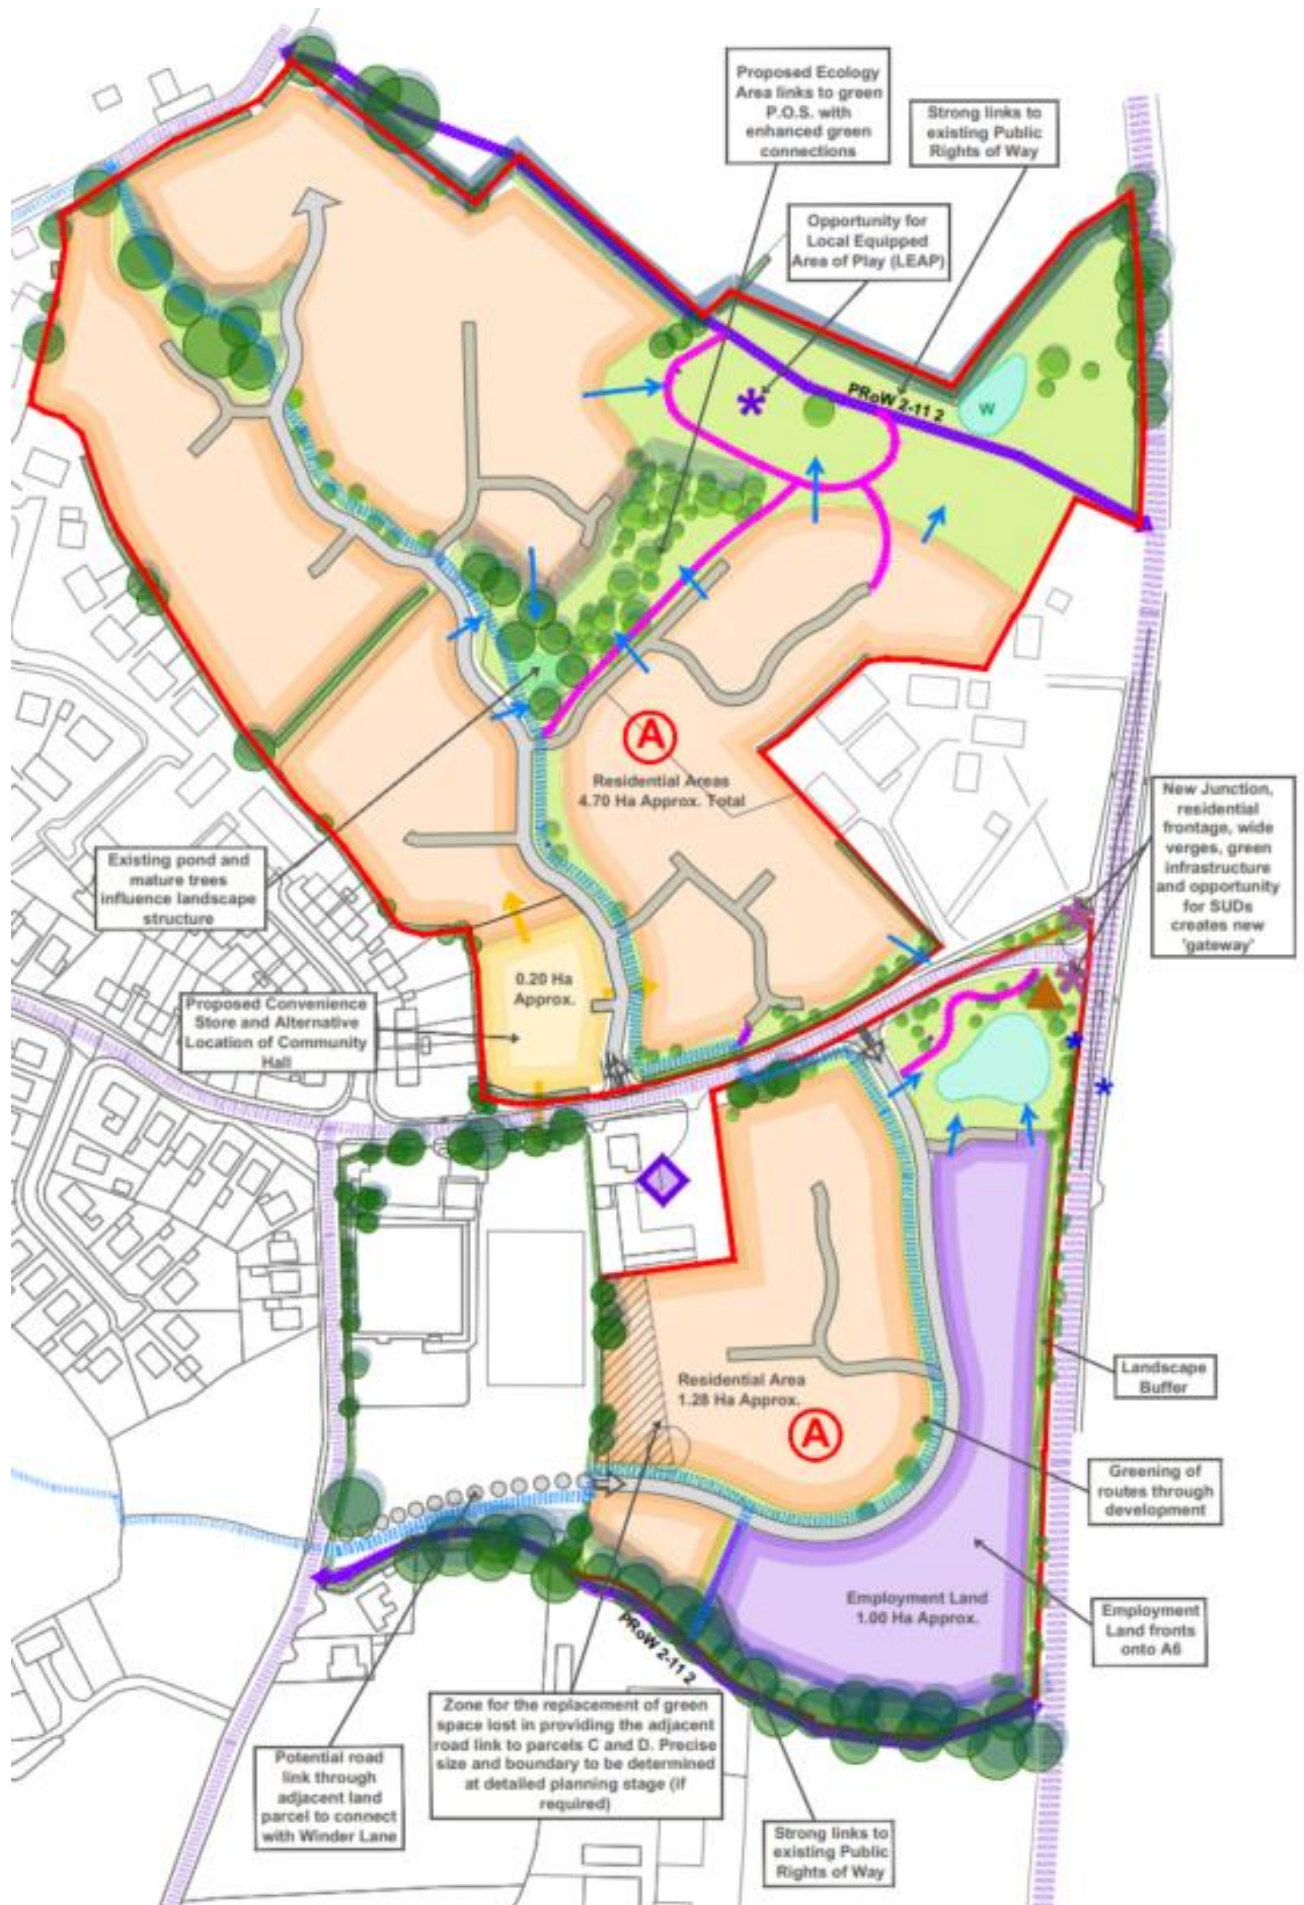 Proposed Ecology
Area links to green
P.O.S. with
enhanced green
connections
Strong links to
existing Public
Rights of Way
Opportunity for
Local Equipped
Area of Play (LEAP)
PRoW 2-11 2
W
A
Residential Areas
4.70 Ha Approx. Total
New Junction,
residential
frontage, wide
verges, green
infrastructure
and opportunity
for SUDs
creates new
'gateway'
Existing pond and
mature trees
influence landscape
structure
0.20 Ha
Approx.
Proposed Convenience
Store and Alternative
Location of Community
Hall
Residential Area
1.28 Ha Approx.
A
Landscape
Buffer
Greening of
routes through
development
Employment Land
1.00 Ha Approx.
Employment
Land fronts
onto A6
PRoW 2-11 2
Zone for the replacement of green
space lost in providing the adjacent
road link to parcels C and D. Precise
size and boundary to be determined
at detailed planning stage (if
required)
Potential road
link through
adjacent land
parcel to connect
with Winder Lane
Strong links to
existing Public
Rights of Way